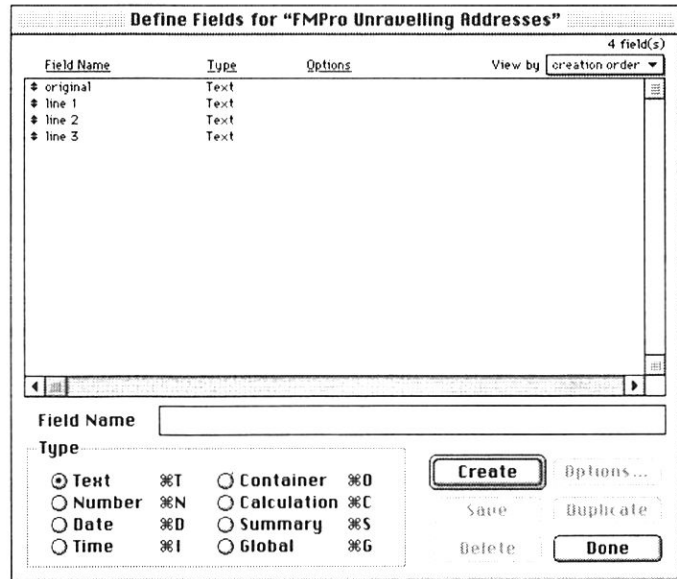 Define Fields for “FMPro Unravelling Addresses”
4 field(s)
Field Name Type Options View by creation order
original Text
line 1 Text
line 2 Text
line 3 Text
Field Name
Type
Text ⌘T Container ⌘O
Number ⌘N Calculation ⌘C
Date ⌘D Summary ⌘S
Time ⌘I Global ⌘G
Create Options...
Save Duplicate
Delete Done